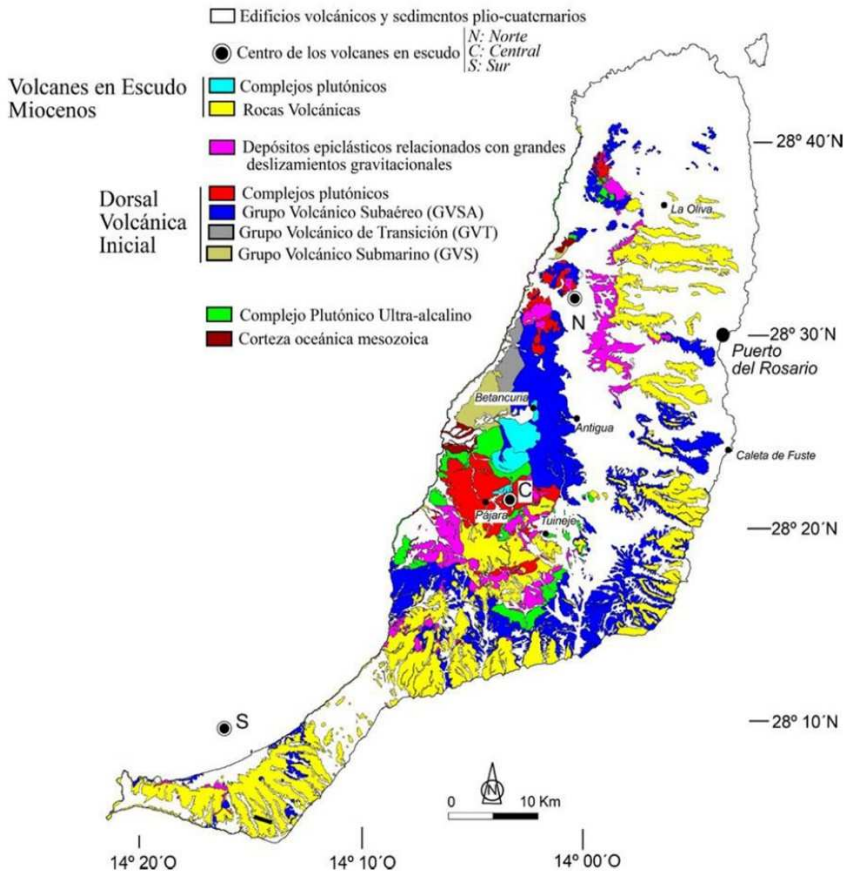 Edificios volcánicos y sedimentos plio-cuaternarios
Centro de los volcanes en escudo
N: Norte
C: Central
S: Sur
Volcanes en Escudo
Miocenos
Complejos plutónicos
Rocas Volcánicas
Depósitos epiclásticos relacionados con grandes
deslizamientos gravitacionales
Dorsal
Volcánica
Inicial
Complejos plutónicos
Grupo Volcánico Subaéreo (GVSA)
Grupo Volcánico de Transición (GVT)
Grupo Volcánico Submarino (GVS)
Complejo Plutónico Ultra-alcalino
Corteza oceánica mesozoica
28º 40´N
La Oliva
N
28º 30´N
Puerto
del Rosario
Betancuria
Antigua
Caleta de Fuste
C
Pájara
Tuineje
28º 20´N
S
28º 10´N
N
0 10 Km
14º 20´O
14º 10´O
14º 00´O